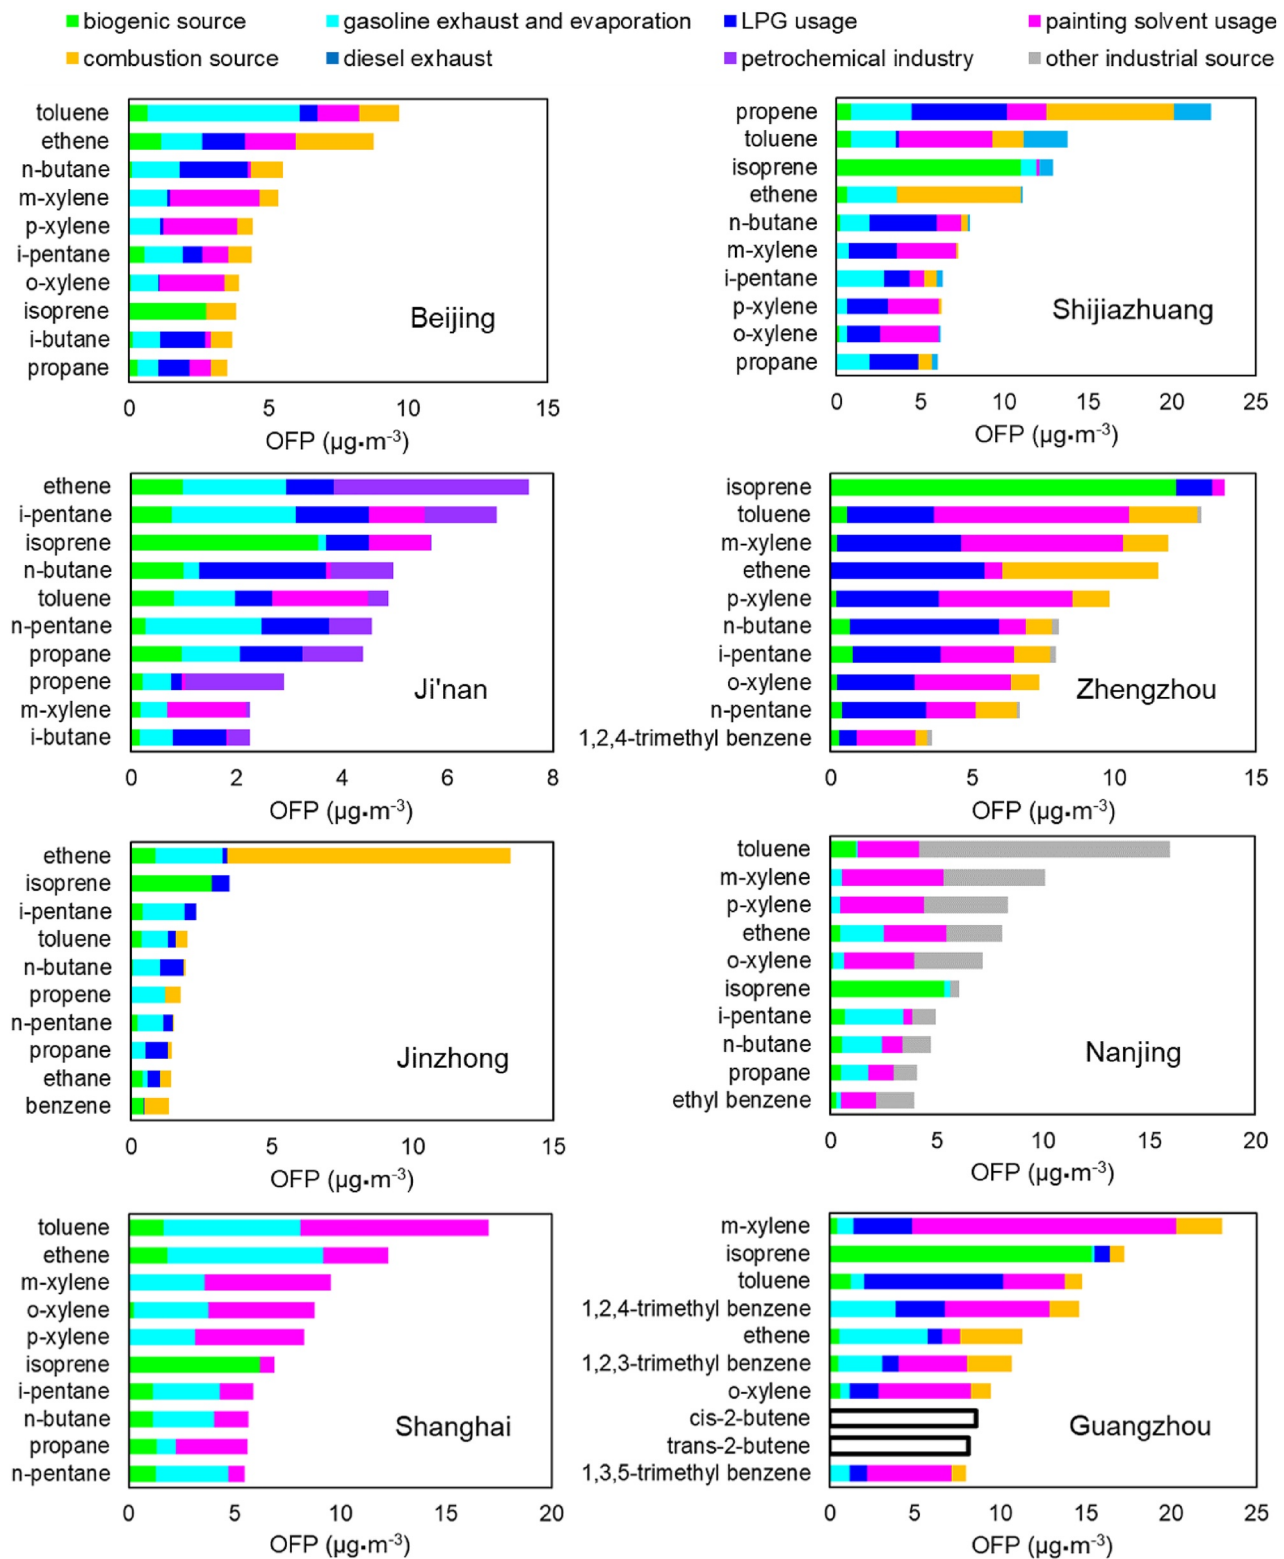 biogenic source gasoline exhaust and evaporation LPG usage painting solvent usage
combustion source diesel exhaust petrochemical industry other industrial source
toluene
ethene
n-butane
m-xylene
p-xylene
i-pentane
o-xylene
isoprene
i-butane
propane
Beijing
0 5 10 15
OFP (µg▪m-3)
propene
toluene
isoprene
ethene
n-butane
m-xylene
i-pentane
p-xylene
o-xylene
propane
Shijiazhuang
0 5 10 15 20 25
OFP (µg▪m-3)
ethene
i-pentane
isoprene
n-butane
toluene
n-pentane
propane
propene
m-xylene
i-butane
Ji'nan
0 2 4 6 8
OFP (µg▪m-3)
isoprene
toluene
m-xylene
ethene
p-xylene
n-butane
i-pentane
o-xylene
n-pentane
1,2,4-trimethyl benzene
Zhengzhou
0 5 10 15
OFP (µg▪m-3)
ethene
isoprene
i-pentane
toluene
n-butane
propene
n-pentane
propane
ethane
benzene
Jinzhong
0 5 10 15
OFP (µg▪m-3)
toluene
m-xylene
p-xylene
ethene
o-xylene
isoprene
i-pentane
n-butane
propane
ethyl benzene
Nanjing
0 5 10 15 20
OFP (µg▪m-3)
toluene
ethene
m-xylene
o-xylene
p-xylene
isoprene
i-pentane
n-butane
propane
n-pentane
Shanghai
0 5 10 15 20
OFP (µg▪m-3)
m-xylene
isoprene
toluene
1,2,4-trimethyl benzene
ethene
1,2,3-trimethyl benzene
o-xylene
cis-2-butene
trans-2-butene
1,3,5-trimethyl benzene
Guangzhou
0 5 10 15 20 25
OFP (µg▪m-3)